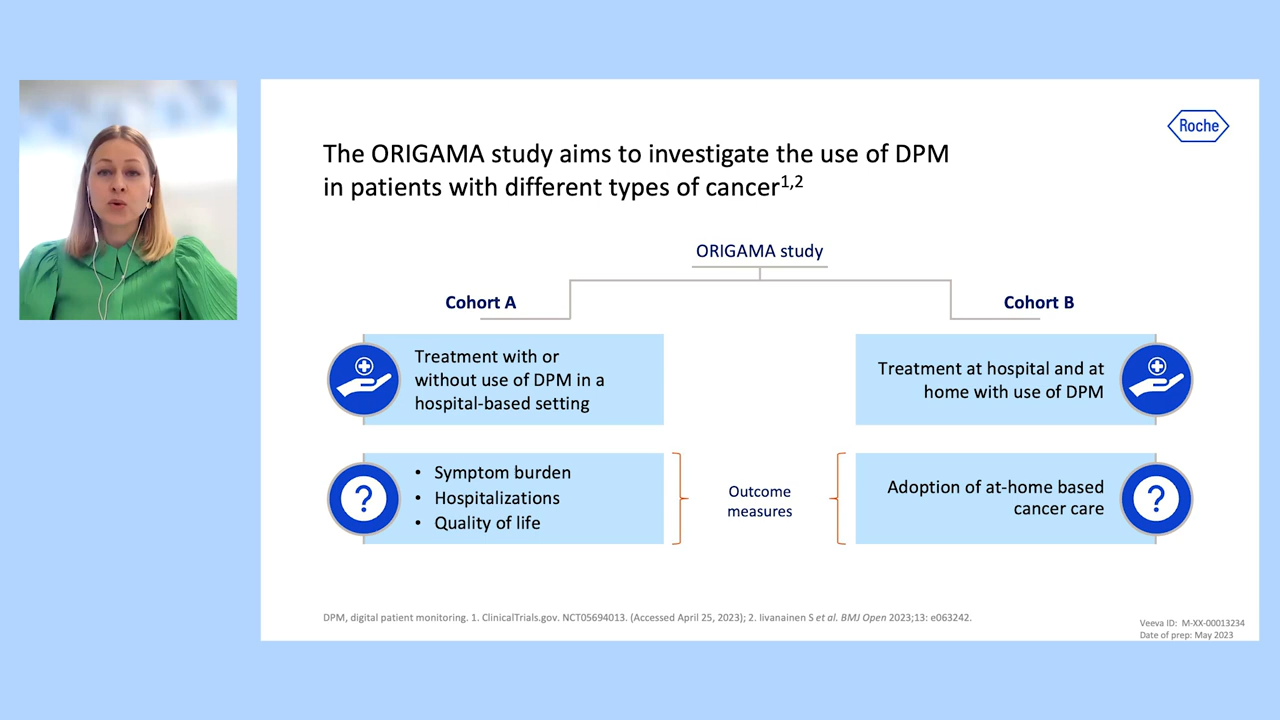 Roche
The ORIGAMA study aims to investigate the use of DPM
in patients with different types of cancer1,2
ORIGAMA study
Cohort A
Treatment with or
without use of DPM in a
hospital-based setting
• Symptom burden
• Hospitalizations
• Quality of life
Outcome
measures
Cohort B
Treatment at hospital and at
home with use of DPM
Adoption of at-home based
cancer care
DPM, digital patient monitoring. 1. ClinicalTrials.gov. NCT05694013. (Accessed April 25, 2023); 2. Iivanainen S et al. BMJ Open 2023;13: e063242.
Veeva ID: M-XX-00013234
Date of prep: May 2023